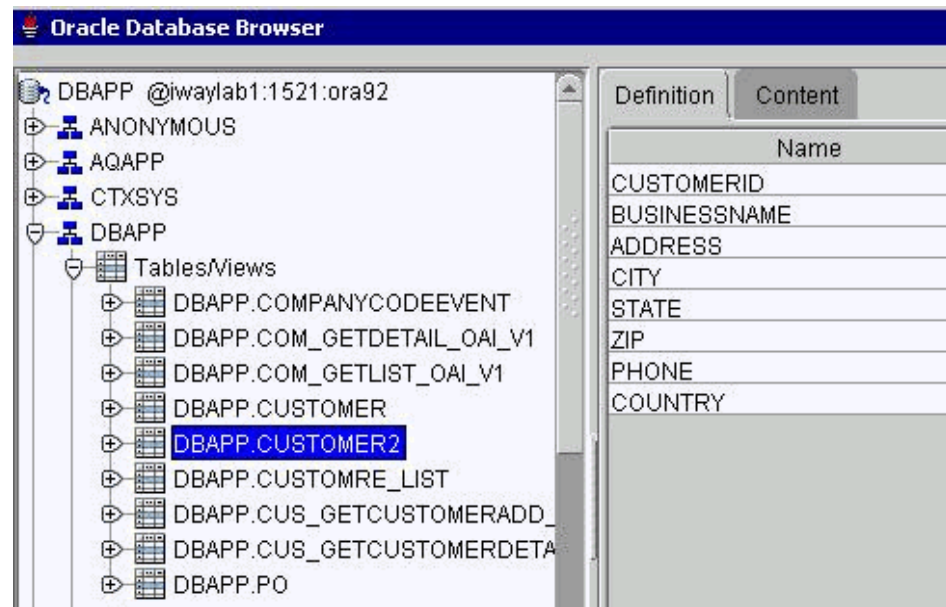 Oracle Database Browser
DBAPP @iwaylab1:1521:ora92
ANONYMOUS
AQAPP
CTXSYS
DBAPP
Tables/Views
DBAPP.COMPANYCODEEVENT
DBAPP.COM_GETDETAIL_OAI_V1
DBAPP.COM_GETLIST_OAI_V1
DBAPP.CUSTOMER
DBAPP.CUSTOMER2
DBAPP.CUSTOMRE_LIST
DBAPP.CUS_GETCUSTOMERADD_
DBAPP.CUS_GETCUSTOMERDETA
DBAPP.PO
Definition Content
Name
CUSTOMERID
BUSINESSNAME
ADDRESS
CITY
STATE
ZIP
PHONE
COUNTRY